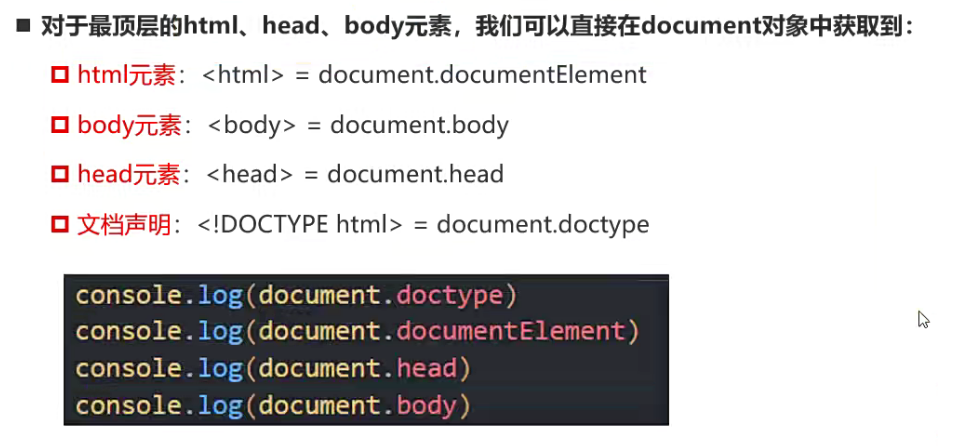 对于最顶层的html、head、body元素，我们可以直接在document对象中获取到：
html元素：<html> = document.documentElement
body元素：<body> = document.body
head元素：<head> = document.head
文档声明：<!DOCTYPE html> = document.doctype
console.log(document.doctype)
console.log(document.documentElement)
console.log(document.head)
console.log(document.body)